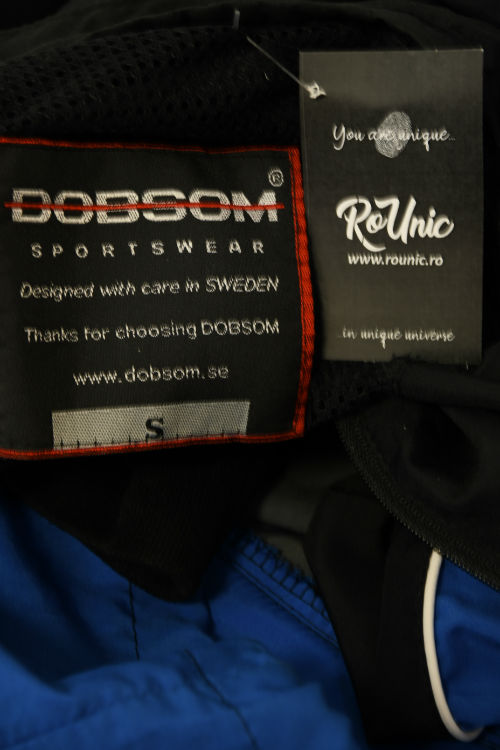 DOBSOM®
SPORTSWEAR
Designed with care in SWEDEN
Thanks for choosing DOBSOM
www.dobsom.se
S
You are unique...
RoUnic
www.rounic.ro
...in unique universe